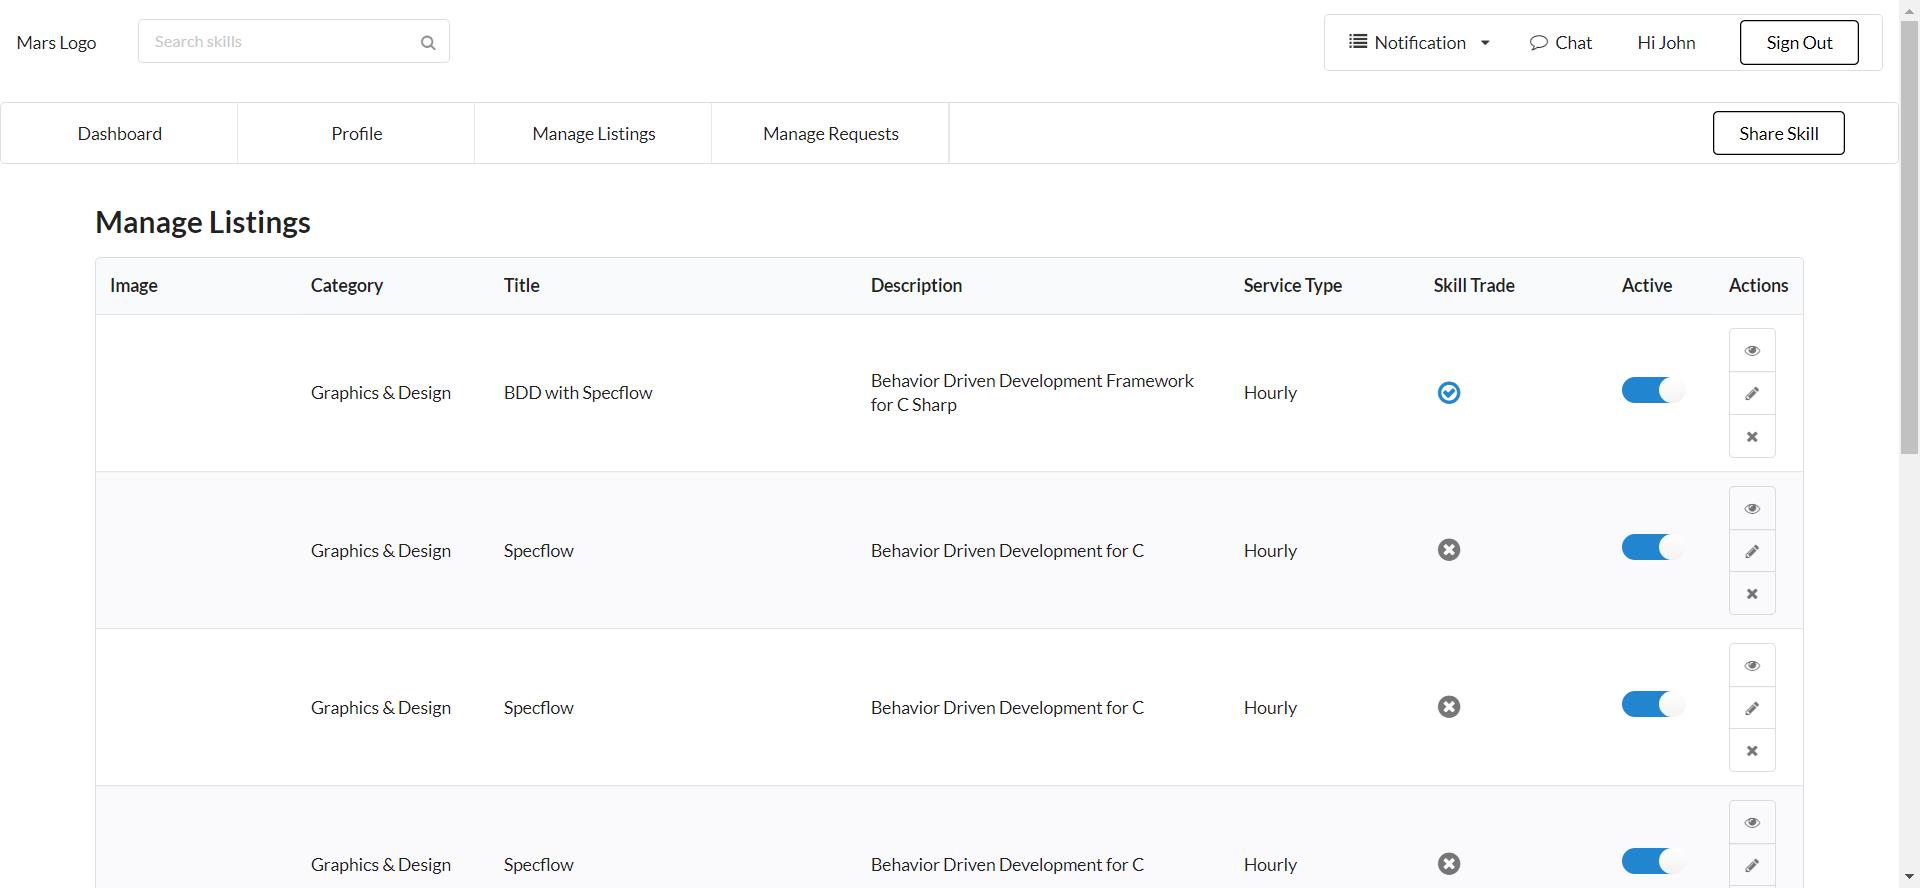 Mars Logo
Search skills
Notification
Chat
Hi John
Sign Out
Dashboard
Profile
Manage Listings
Manage Requests
Share Skill
Manage Listings
Image Category Title Description Service Type Skill Trade Active Actions
Graphics & Design BDD with Specflow Behavior Driven Development Framework
for C Sharp Hourly
Graphics & Design Specflow Behavior Driven Development for C Hourly
Graphics & Design Specflow Behavior Driven Development for C Hourly
Graphics & Design Specflow Behavior Driven Development for C Hourly